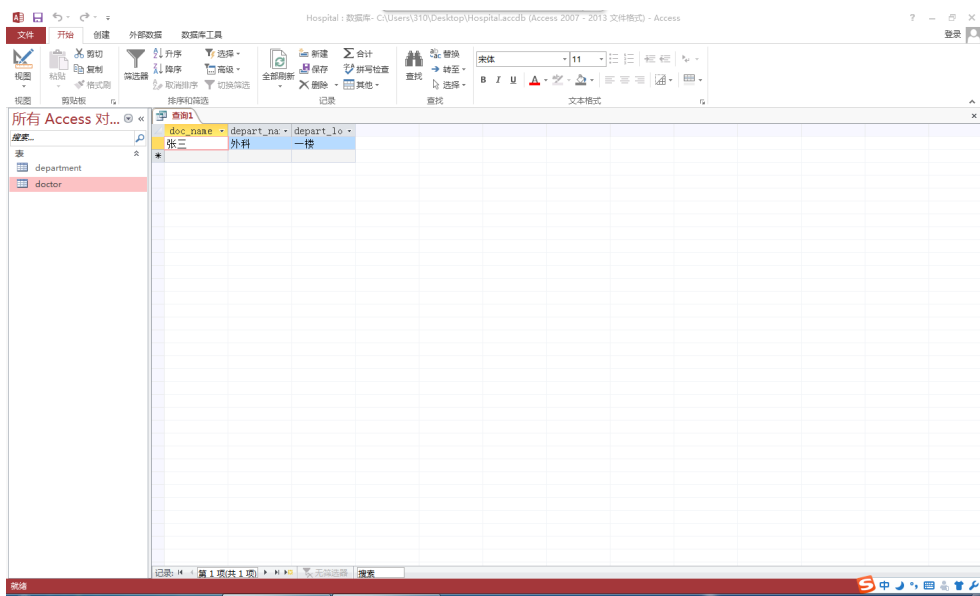 Hospital : 数据库- C:\Users\310\Desktop\Hospital.accdb (Access 2007 - 2013 文件格式) - Access
文件 开始 创建 外部数据 数据库工具 登录
视图 粘贴 剪切 复制 格式刷
筛选器 升序 降序 取消排序 选择 高级 切换筛选
全部刷新 新建 保存 删除 合计 拼写检查 其他
查找 替换 转至 选择
宋体 11
B I U A
视图 剪贴板 排序和筛选 记录 查找 文本格式
所有 Access 对... «
搜索...
表
department
doctor
查询1
doc_name depart_na depart_lo
张三 外科 一楼
记录: 第 1 项(共 1 项) 无筛选器 搜索
就绪
中